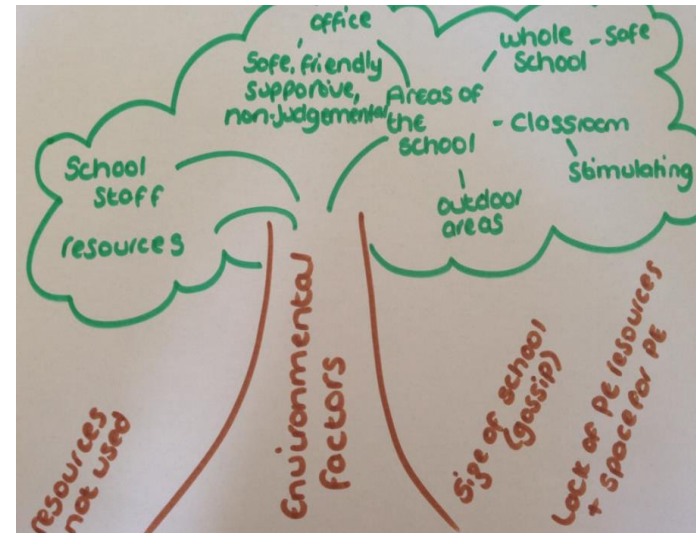 office
Safe, friendly
supportive,
non-judgemental
Areas of
the
school
whole - safe
School
- classroom
stimulating
outdoor
areas
School
staff
resources
Environmental
factors
resources
not used
Size of school
(gossip)
Lack of PE resources
+ space for PE